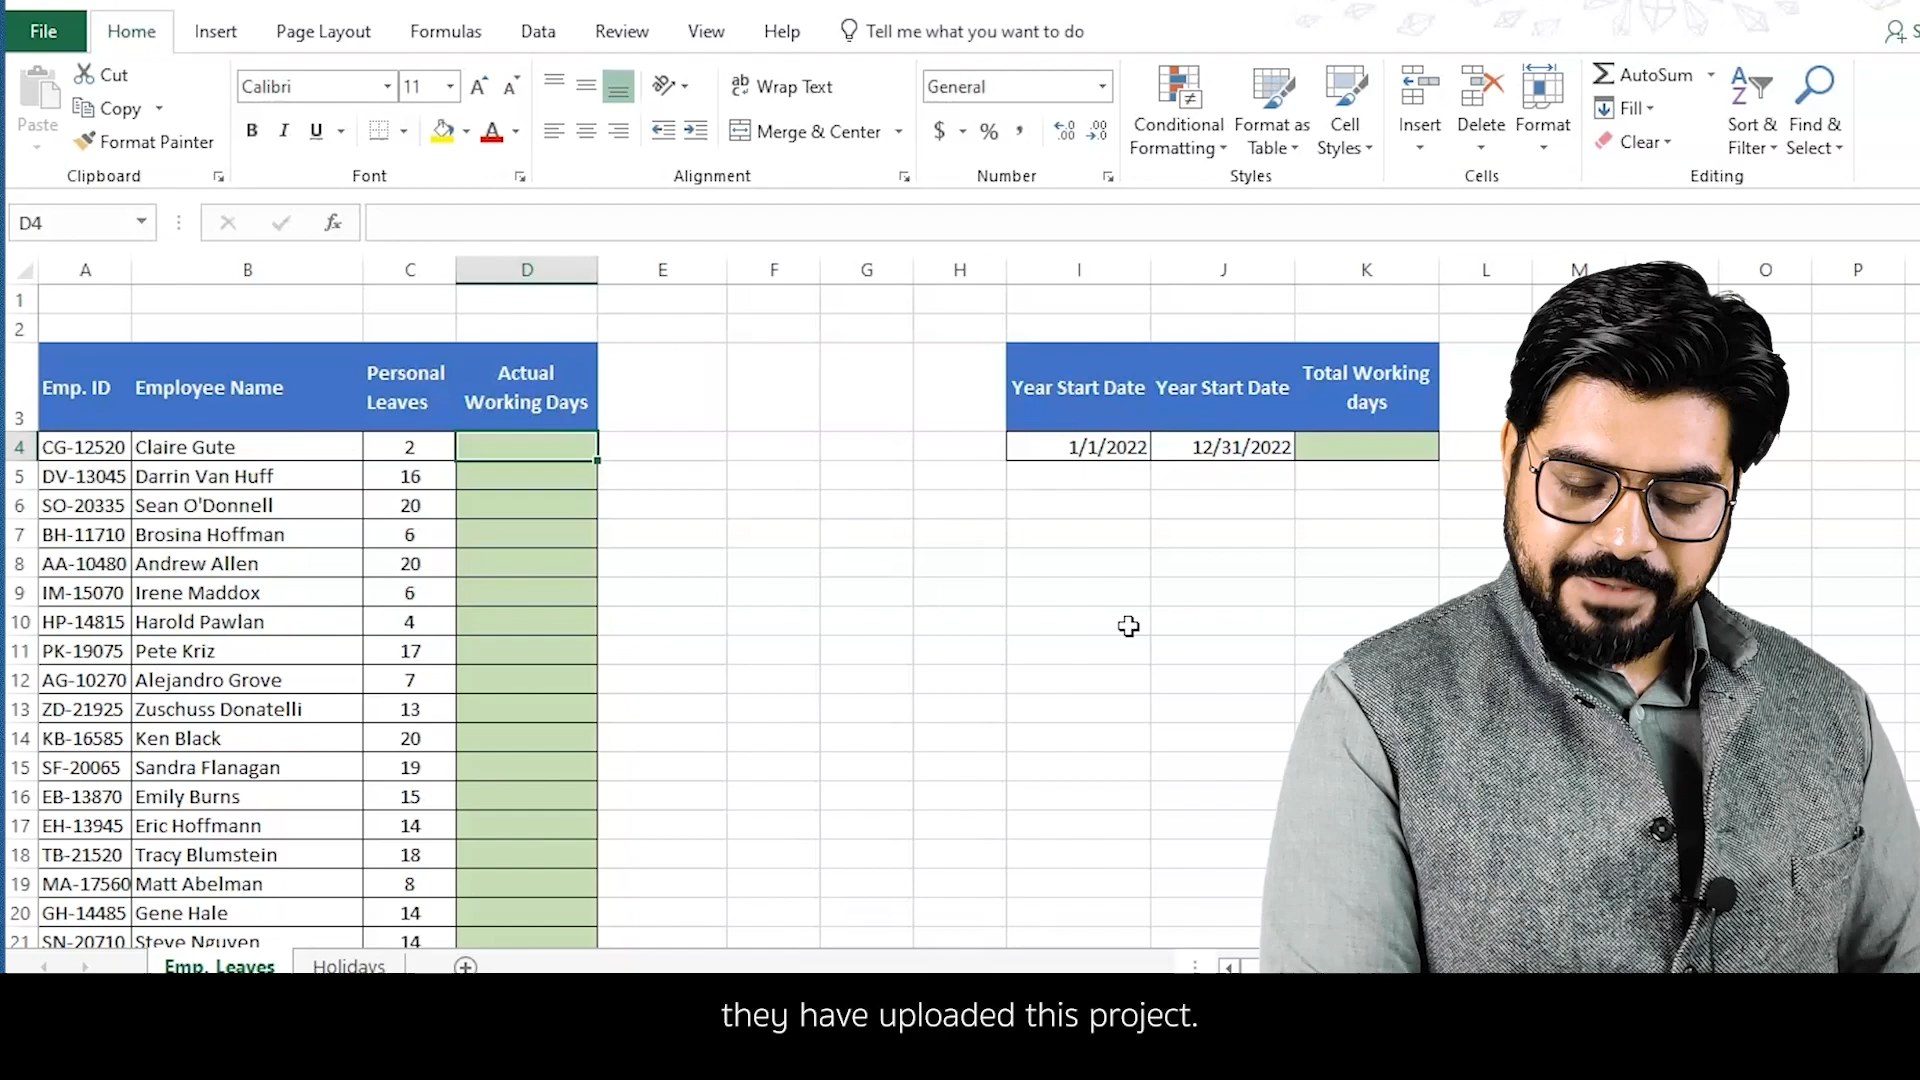 File Home Insert Page Layout Formulas Data Review View Help Tell me what you want to do
Cut
Copy
Format Painter
Paste
Clipboard
Calibri 11
B I U
Font
Wrap Text
Merge & Center
Alignment
General
$ % ,
Number
Conditional Formatting
Format as Table
Cell Styles
Styles
Insert Delete Format
Cells
AutoSum
Fill
Clear
Sort & Filter
Find & Select
Editing
D4 fx
A B C D E F G H I J K L M O P
1
2
3 Emp. ID Employee Name Personal Leaves Actual Working Days Year Start Date Year Start Date Total Working days
4 CG-12520 Claire Gute 2 1/1/2022 12/31/2022
5 DV-13045 Darrin Van Huff 16
6 SO-20335 Sean O'Donnell 20
7 BH-11710 Brosina Hoffman 6
8 AA-10480 Andrew Allen 20
9 IM-15070 Irene Maddox 6
10 HP-14815 Harold Pawlan 4
11 PK-19075 Pete Kriz 17
12 AG-10270 Alejandro Grove 7
13 ZD-21925 Zuschuss Donatelli 13
14 KB-16585 Ken Black 20
15 SF-20065 Sandra Flanagan 19
16 EB-13870 Emily Burns 15
17 EH-13945 Eric Hoffmann 14
18 TB-21520 Tracy Blumstein 18
19 MA-17560 Matt Abelman 8
20 GH-14485 Gene Hale 14
21 SN-20710 Steve Nguyen 14
Emp. Leaves Holidays
they have uploaded this project.